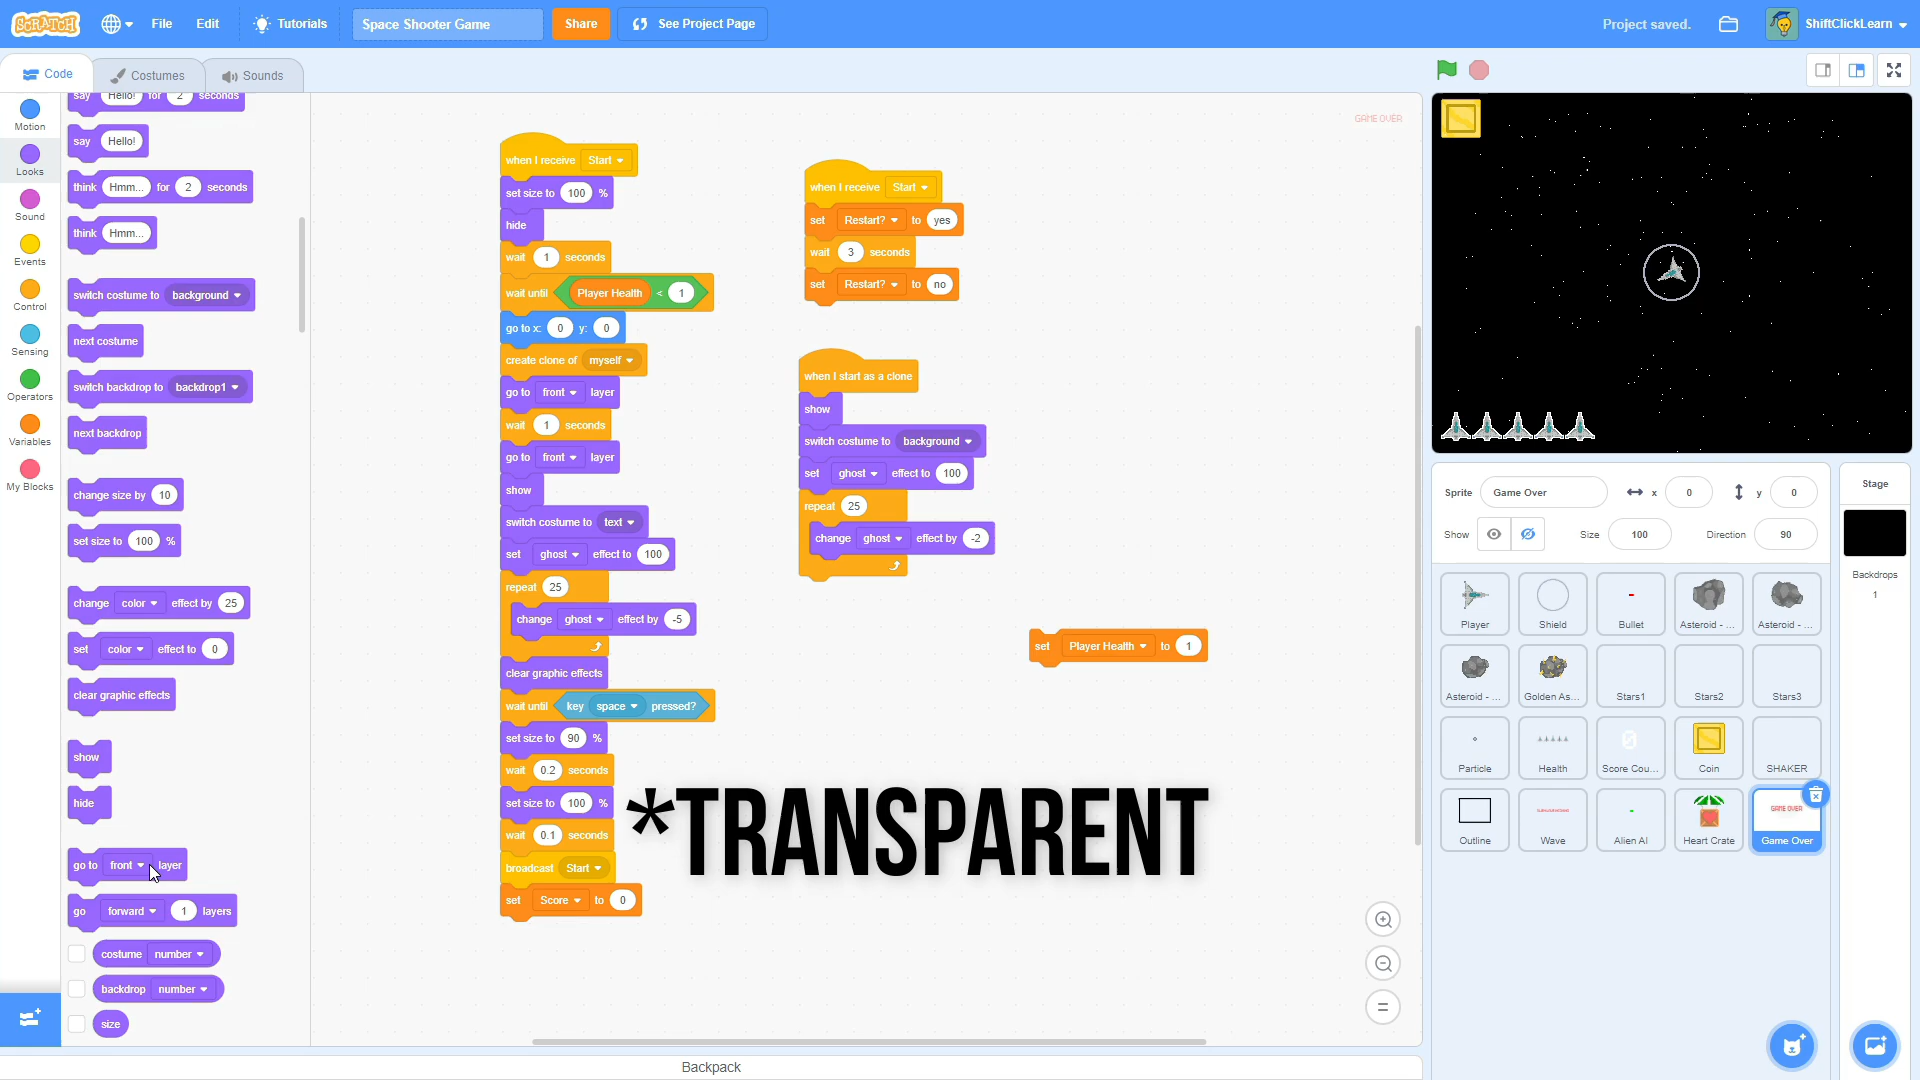 SCRATCH
File
Edit
Tutorials
Space Shooter Game
Share
See Project Page
Project saved.
ShiftClickLearn
Code
Costumes
Sounds
Motion
Looks
Sound
Events
Control
Sensing
Operators
Variables
My Blocks
say Hello! for 2 seconds
say Hello!
think Hmm... for 2 seconds
think Hmm...
switch costume to background
next costume
switch backdrop to backdrop1
next backdrop
change size by 10
set size to 100 %
change color effect by 25
set color effect to 0
clear graphic effects
show
hide
go to front layer
go forward 1 layers
costume number
backdrop number
size
when I receive Start
set size to 100 %
hide
wait 1 seconds
wait until Player Health < 1
go to x: 0 y: 0
create clone of myself
go to front layer
wait 1 seconds
go to front layer
show
switch costume to text
set ghost effect to 100
repeat 25
change ghost effect by -5
clear graphic effects
wait until key space pressed?
set size to 90 %
wait 0.2 seconds
set size to 100 %
wait 0.1 seconds
broadcast Start
set Score to 0
when I receive Start
set Restart? to yes
wait 3 seconds
set Restart? to no
when I start as a clone
show
switch costume to background
set ghost effect to 100
repeat 25
change ghost effect by -2
set Player Health to 1
GAME OVER
*TRANSPARENT
Backpack
Sprite Game Over x 0 y 0
Show Size 100 Direction 90
Player
Shield
Bullet
Asteroid - ...
Asteroid - ...
Asteroid - ...
Golden As...
Stars1
Stars2
Stars3
Particle
Health
0
Score Cou...
Coin
SHAKER
Outline
Wave
Alien AI
Heart Crate
GAME OVER
Game Over
Stage
Backdrops
1